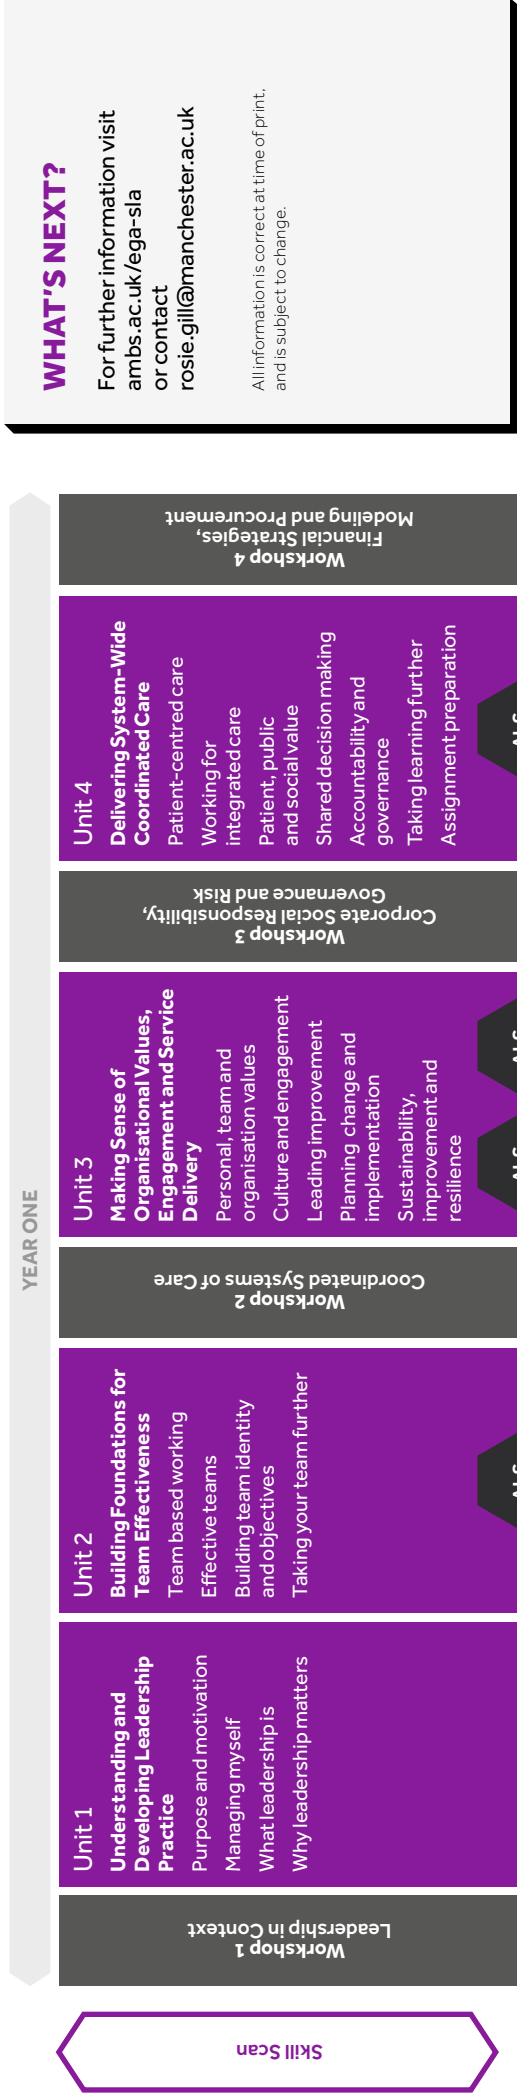 Skill Scan
YEAR ONE
Workshop 1
Leadership in Context
Unit 1
Understanding and
Developing Leadership
Practice
Purpose and motivation
Managing myself
What leadership is
Why leadership matters
Unit 2
Building Foundations for
Team Effectiveness
Team based working
Effective teams
Building team identity
and objectives
Taking your team further
Workshop 2
Coordinated Systems of Care
Unit 3
Making Sense of
Organisational Values,
Engagement and Service
Delivery
Personal, team and
organisation values
Culture and engagement
Leading improvement
Planning change and
implementation
Sustainability,
improvement and
resilience
Workshop 3
Corporate Social Responsibility,
Governance and Risk
Unit 4
Delivering System-Wide
Coordinated Care
Patient-centred care
Working for
integrated care
Patient, public
and social value
Shared decision making
Accountability and
governance
Taking learning further
Assignment preparation
Workshop 4
Financial Strategies,
Modeling and Procurement
WHAT'S NEXT?
For further information visit
ambs.ac.uk/ega-sla
or contact
rosie.gill@manchester.ac.uk
All information is correct at time of print,
and is subject to change.